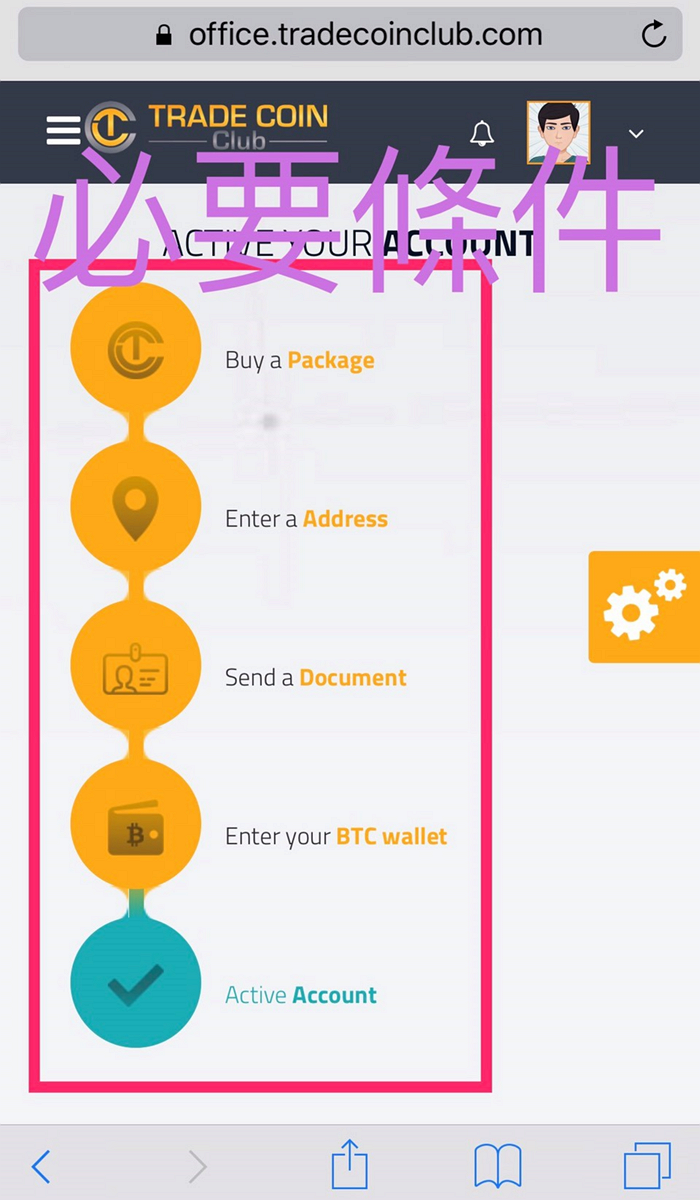 office.tradecoinclub.com
TRADE COIN
Club
必要條件
ACTIVE YOUR ACCOUNT
Buy a Package
Enter a Address
Send a Document
Enter your BTC wallet
Active Account